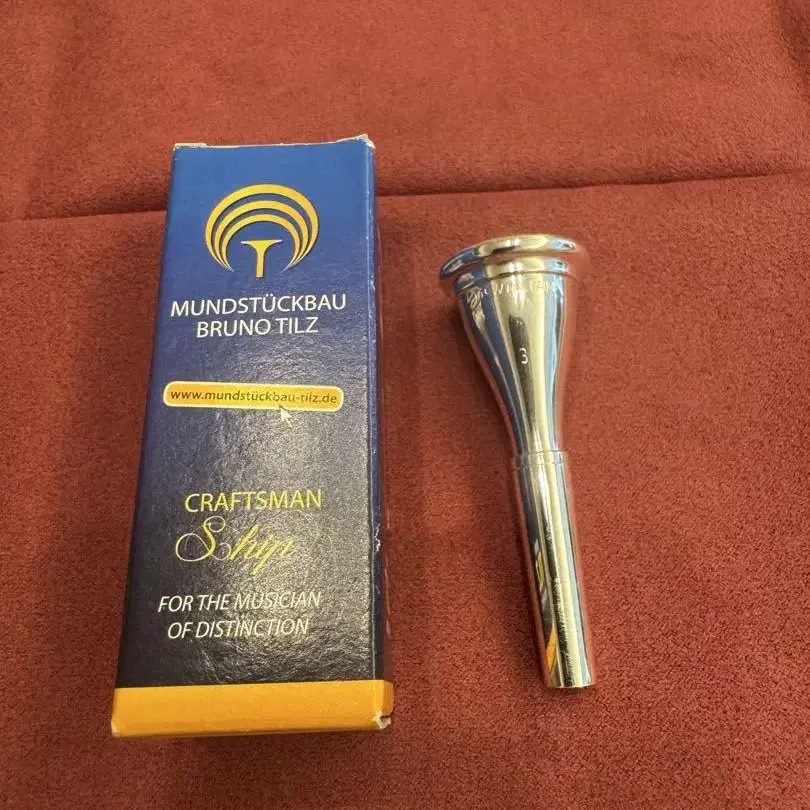 MUNDSTÜCKBAU
BRUNO TILZ
www.mundstückbau-tilz.de
CRAFTSMAN
Ship
FOR THE MUSICIAN
OF DISTINCTION
3